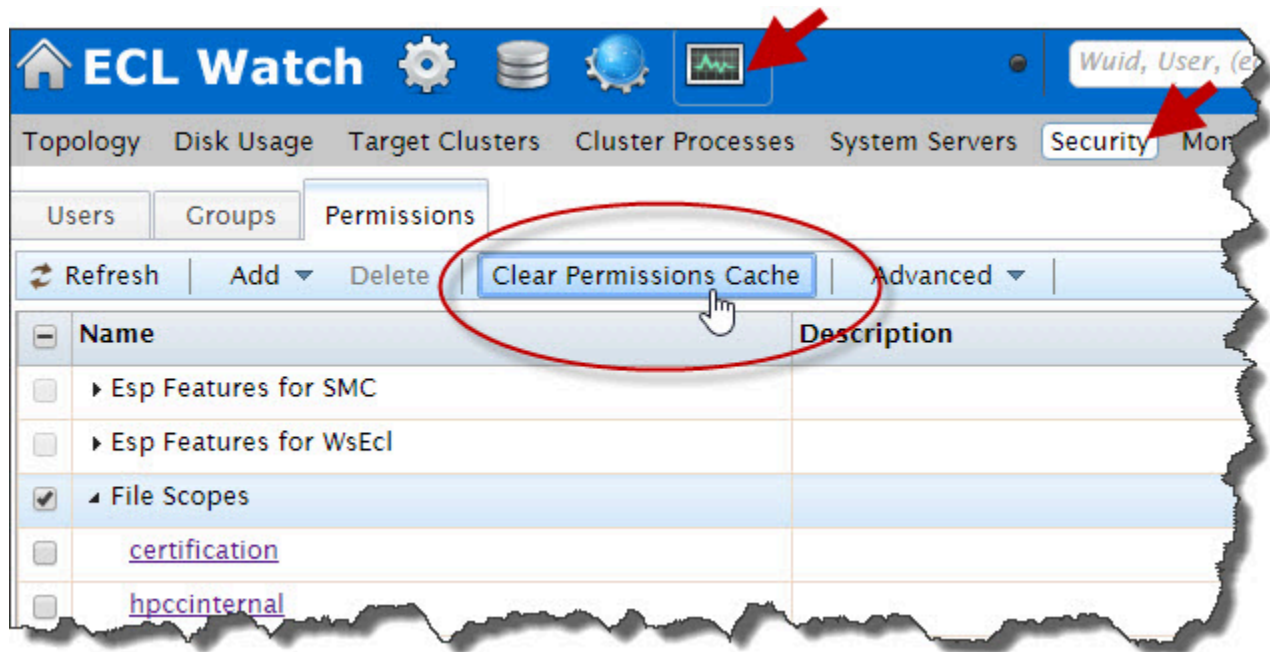 ECL Watch Wuid, User, (e
Topology Disk Usage Target Clusters Cluster Processes System Servers Security Mon
Users Groups Permissions
Refresh Add Delete Clear Permissions Cache Advanced
Name Description
Esp Features for SMC
Esp Features for WsEcl
File Scopes
certification
hpccinternal